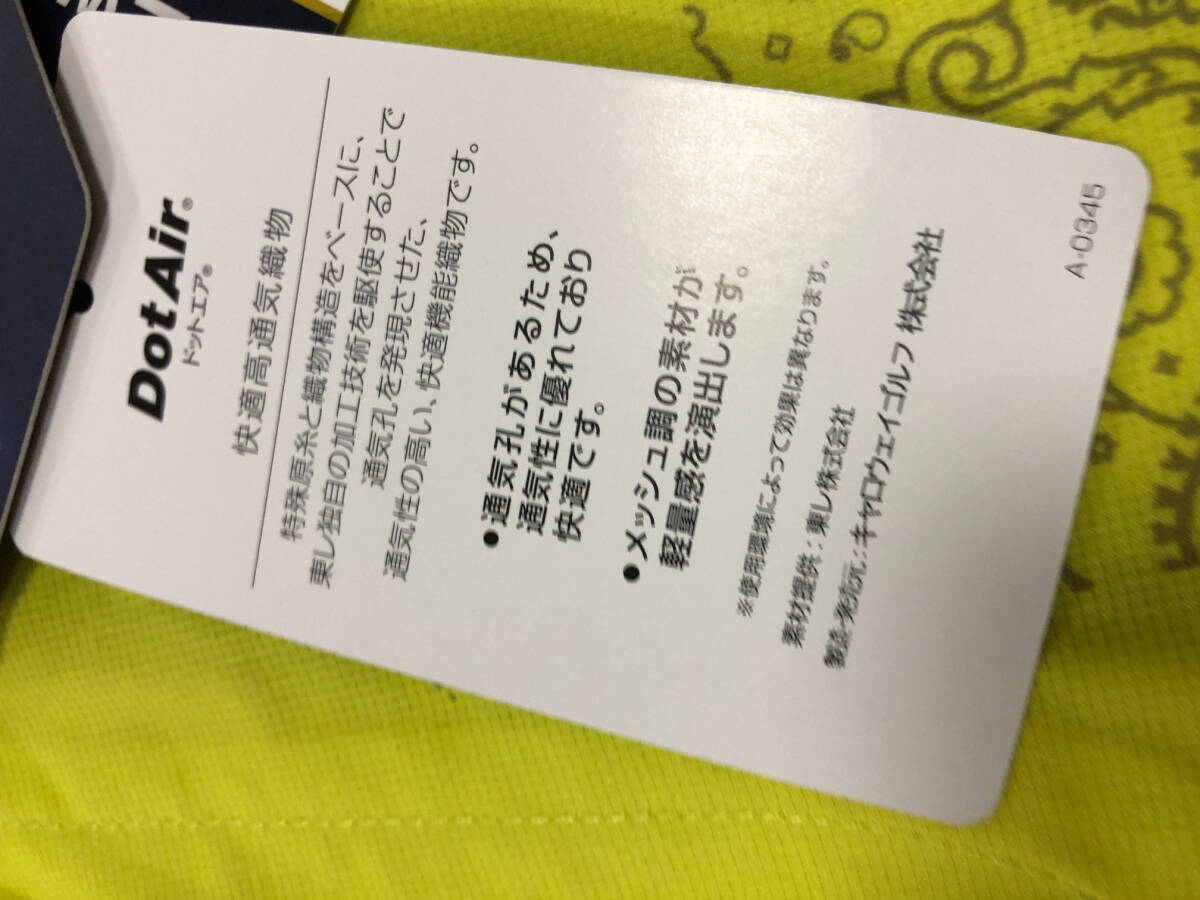 DotAir®
ドットエア®
快適高通気織物
特殊原糸と織物構造をベースに、
東レ独自の加工技術を駆使することで
通気孔を発現させた、
通気性の高い、快適機能織物です。
●通気孔があるため、
通気性に優れており
快適です。
●メッシュ調の素材が
軽量感を演出します。
※使用環境によって効果は異なります。
素材提供:東レ株式会社
製造・発売元:キャロウェイゴルフ 株式会社
A-0345